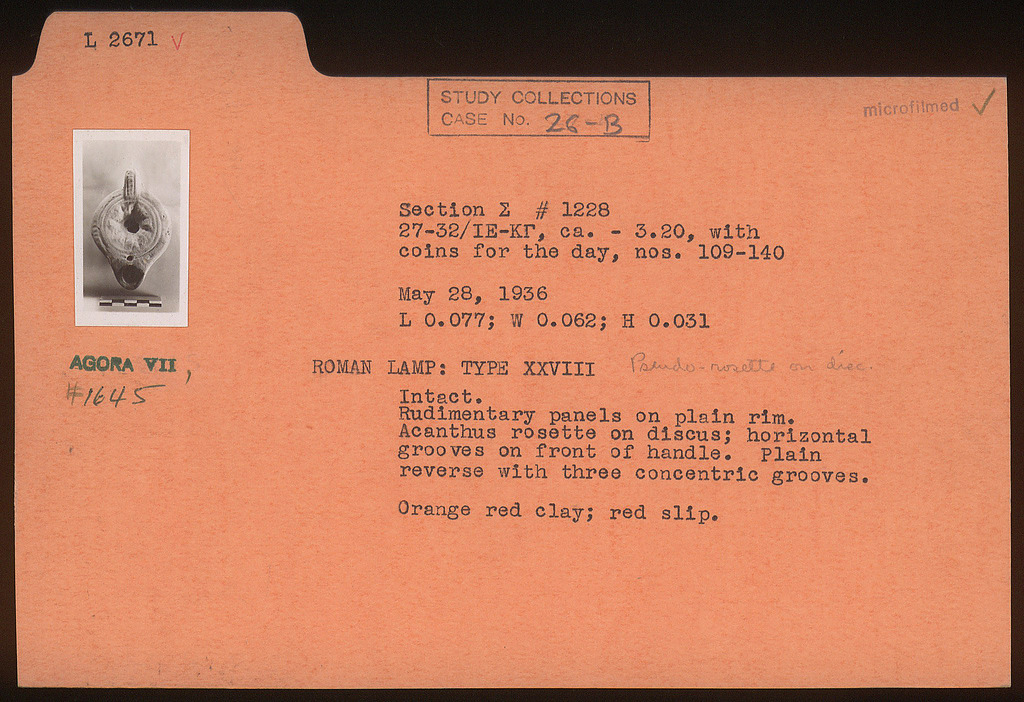 L 2671 V
STUDY COLLECTIONS
CASE No. 26-B
microfilmed ✓
Section Σ # 1228
27-32/ΙΕ-ΚΓ, ca. - 3.20, with
coins for the day, nos. 109-140
May 28, 1936
L 0.077; W 0.062; H 0.031
AGORA VII,
#1645
ROMAN LAMP: TYPE XXVIII Pseudo-rosette on disc.
Intact.
Rudimentary panels on plain rim.
Acanthus rosette on discus; horizontal
grooves on front of handle. Plain
reverse with three concentric grooves.
Orange red clay; red slip.